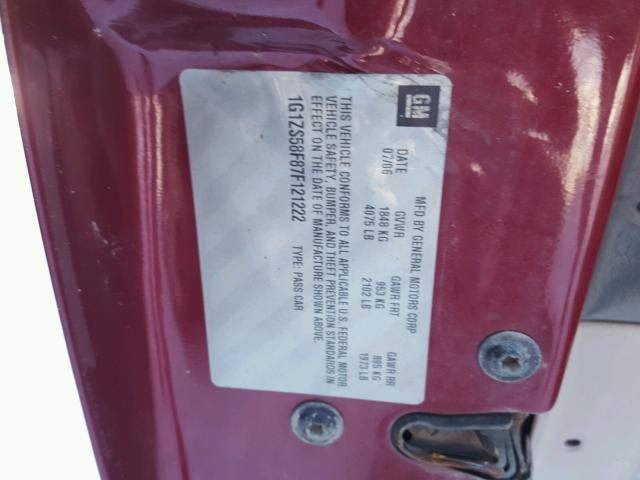 GM
MFD BY GENERAL MOTORS CORP
DATE GVWR GAWR FRT GAWR RR
07/06 1848 KG 953 KG 895 KG
4075 LB 2102 LB 1973 LB
THIS VEHICLE CONFORMS TO ALL APPLICABLE U.S. FEDERAL MOTOR
VEHICLE SAFETY, BUMPER, AND THEFT PREVENTION STANDARDS IN
EFFECT ON THE DATE OF MANUFACTURE SHOWN ABOVE.
1G1ZS58F87F121222 TYPE: PASS CAR